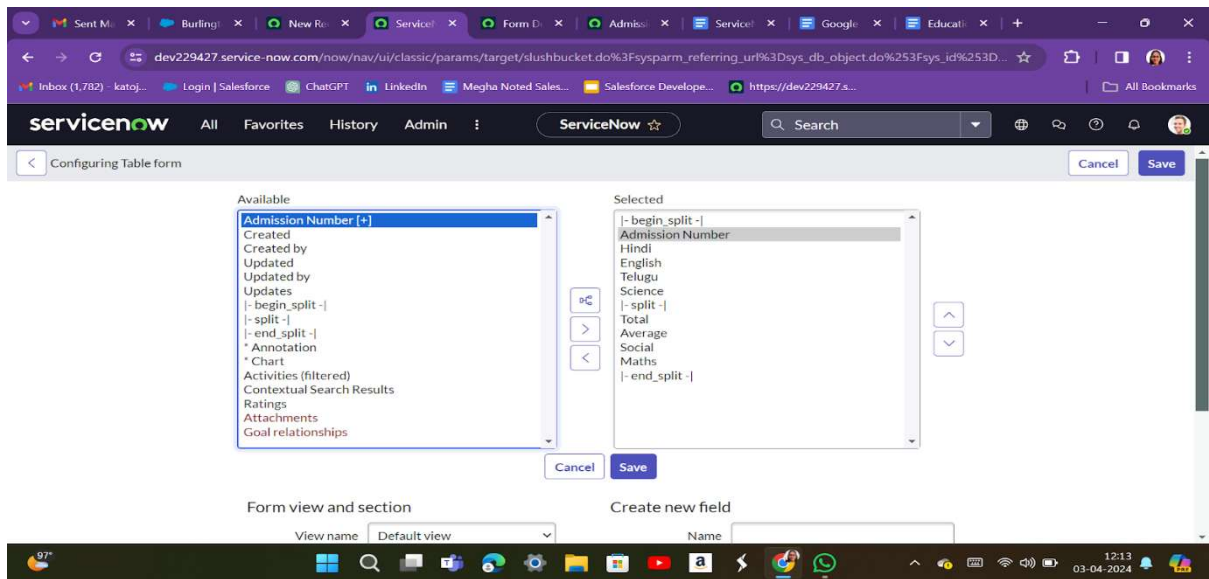 Sent Ma
Burlingt
New Rec
Service
Form De
Admissi
Service
Google
Educati
dev229427.service-now.com/now/nav/ui/classic/params/target/slushbucket.do%3Fsysparm_referring_url%3Dsys_db_object.do%253Fsys_id%253D...
Inbox (1,782) - katoj... Login | Salesforce ChatGPT LinkedIn Megha Noted Sales... Salesforce Develope... https://dev229427.s... All Bookmarks
servicenow All Favorites History Admin ServiceNow Search
Configuring Table form Cancel Save
Available
Admission Number [+]
Created
Created by
Updated
Updated by
Updates
|- begin_split -|
|- split -|
|- end_split -|
* Annotation
* Chart
Activities (filtered)
Contextual Search Results
Ratings
Attachments
Goal relationships
Selected
|- begin_split -|
Admission Number
Hindi
English
Telugu
Science
|- split -|
Total
Average
Social
Maths
|- end_split -|
Cancel Save
Form view and section Create new field
View name Default view Name
97° 12:13
03-04-2024